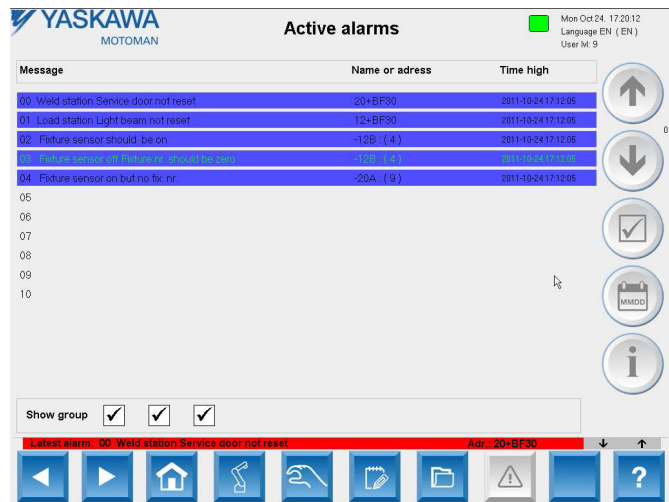 YASKAWA
MOTOMAN
Active alarms
Mon Oct 24. 17:20:12
Language EN ( EN )
User lvl: 9
Message Name or adress Time high
00 Weld station Service door not reset 20+BF30 2011-10-24 17:12:05
01 Load station Light beam not reset 12+BF30 2011-10-24 17:12:05
02 Fixture sensor should be on -12B :( 4 ) 2011-10-24 17:12:05
03 Fixture sensor off Fixture nr. should be zero -12B :( 4 ) 2011-10-24 17:12:05
04 Fixture sensor on but no fix. nr. -20A :( 9 ) 2011-10-24 17:12:05
05
06
07
08
09
10
0
MMDD
i
Show group
Latest alarm: 00 Weld station Service door not reset Adr.: 20+BF30
?